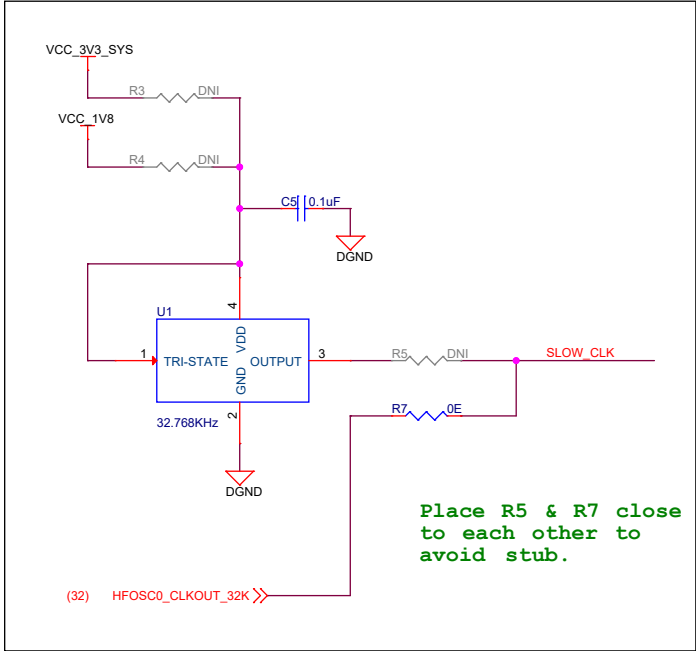 VCC_3V3_SYS
R3 DNI
VCC_1V8
R4 DNI
C5 0.1uF
DGND
U1
4
1 TRI-STATE VDD OUTPUT 3
GND
2
32.768KHz
DGND
R5 DNI SLOW_CLK
R7 0E
Place R5 & R7 close
to each other to
avoid stub.
(32) HFOSC0_CLKOUT_32K